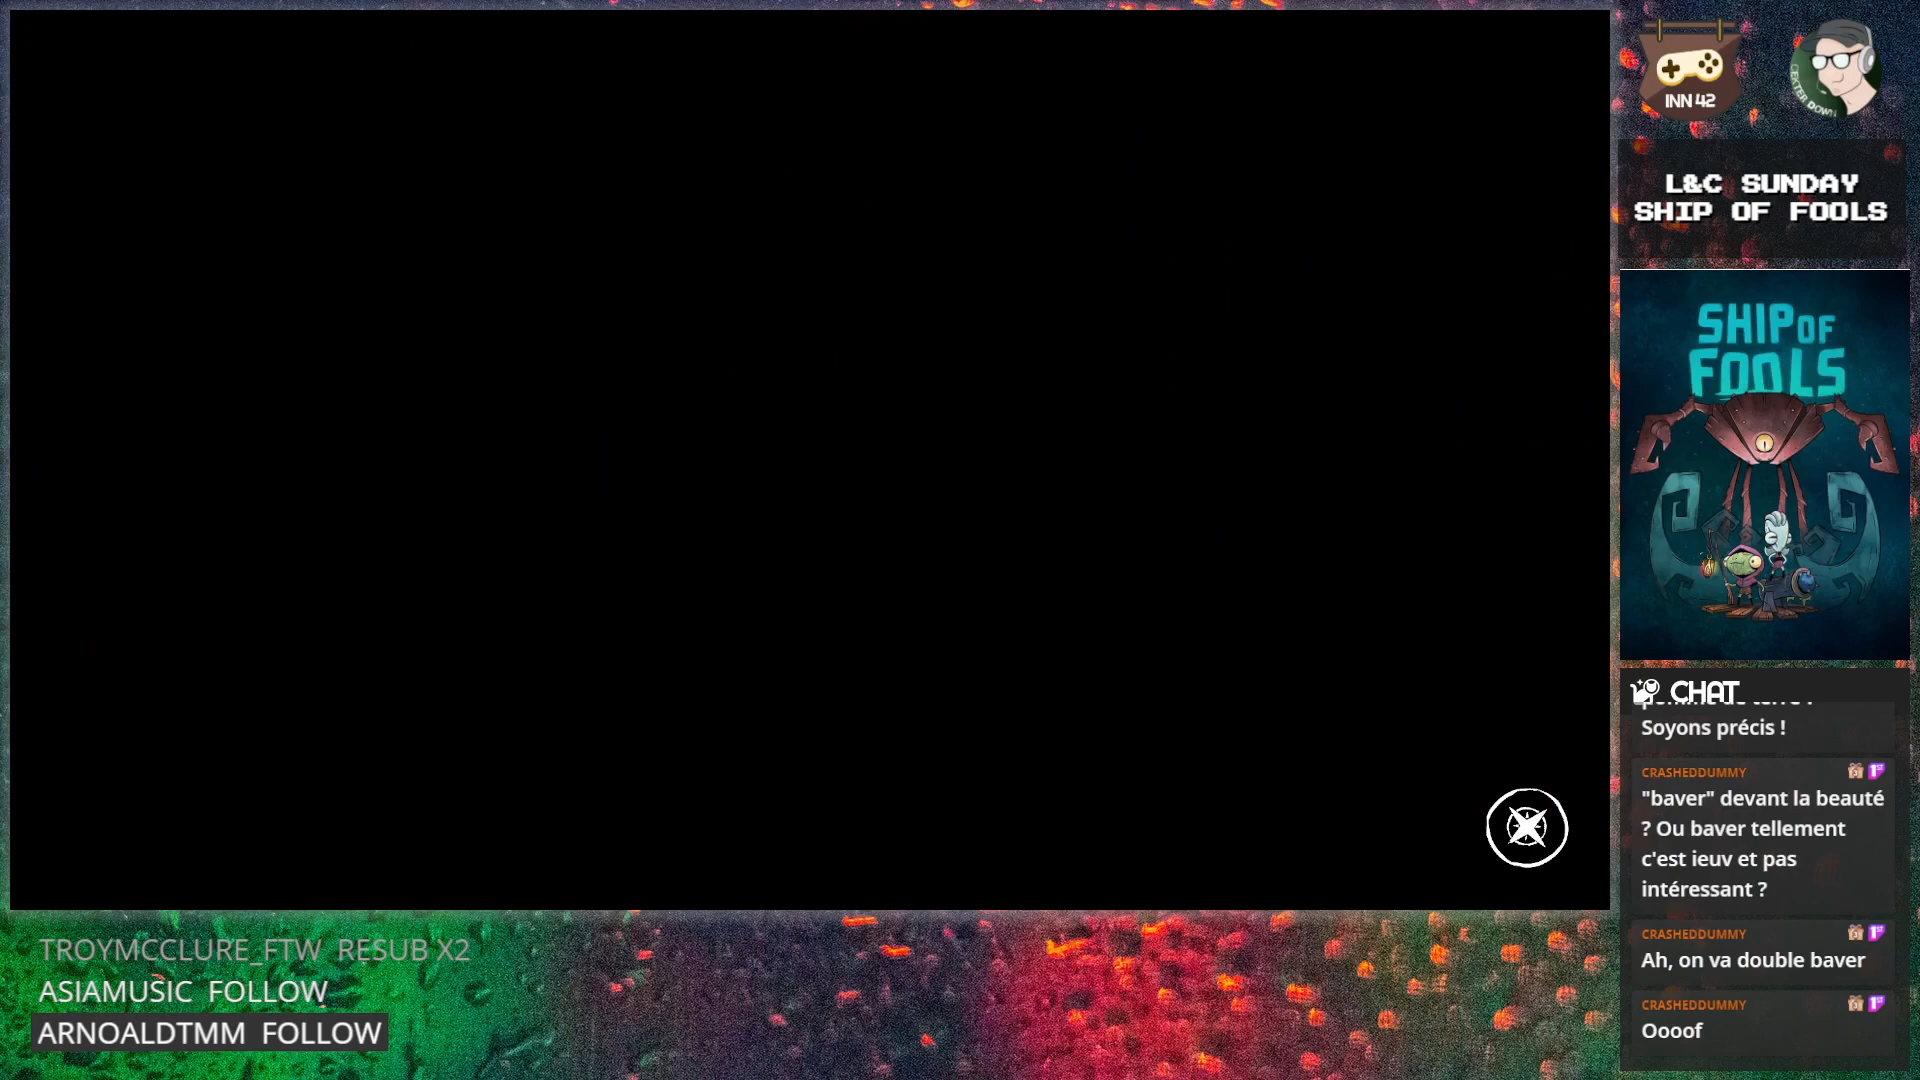 INN 42
CEKTER DOWN
L&C SUNDAY
SHIP OF FOOLS
SHIP OF
FOOLS
CHAT
Soyons précis !
CRASHEDDUMMY
"baver" devant la beauté
? Ou baver tellement
c'est ieuv et pas
intéressant ?
CRASHEDDUMMY
Ah, on va double baver
CRASHEDDUMMY
Oooof
TROYMCCLURE_FTW RESUB X2
ASIAMUSIC FOLLOW
ARNOALDTMM FOLLOW